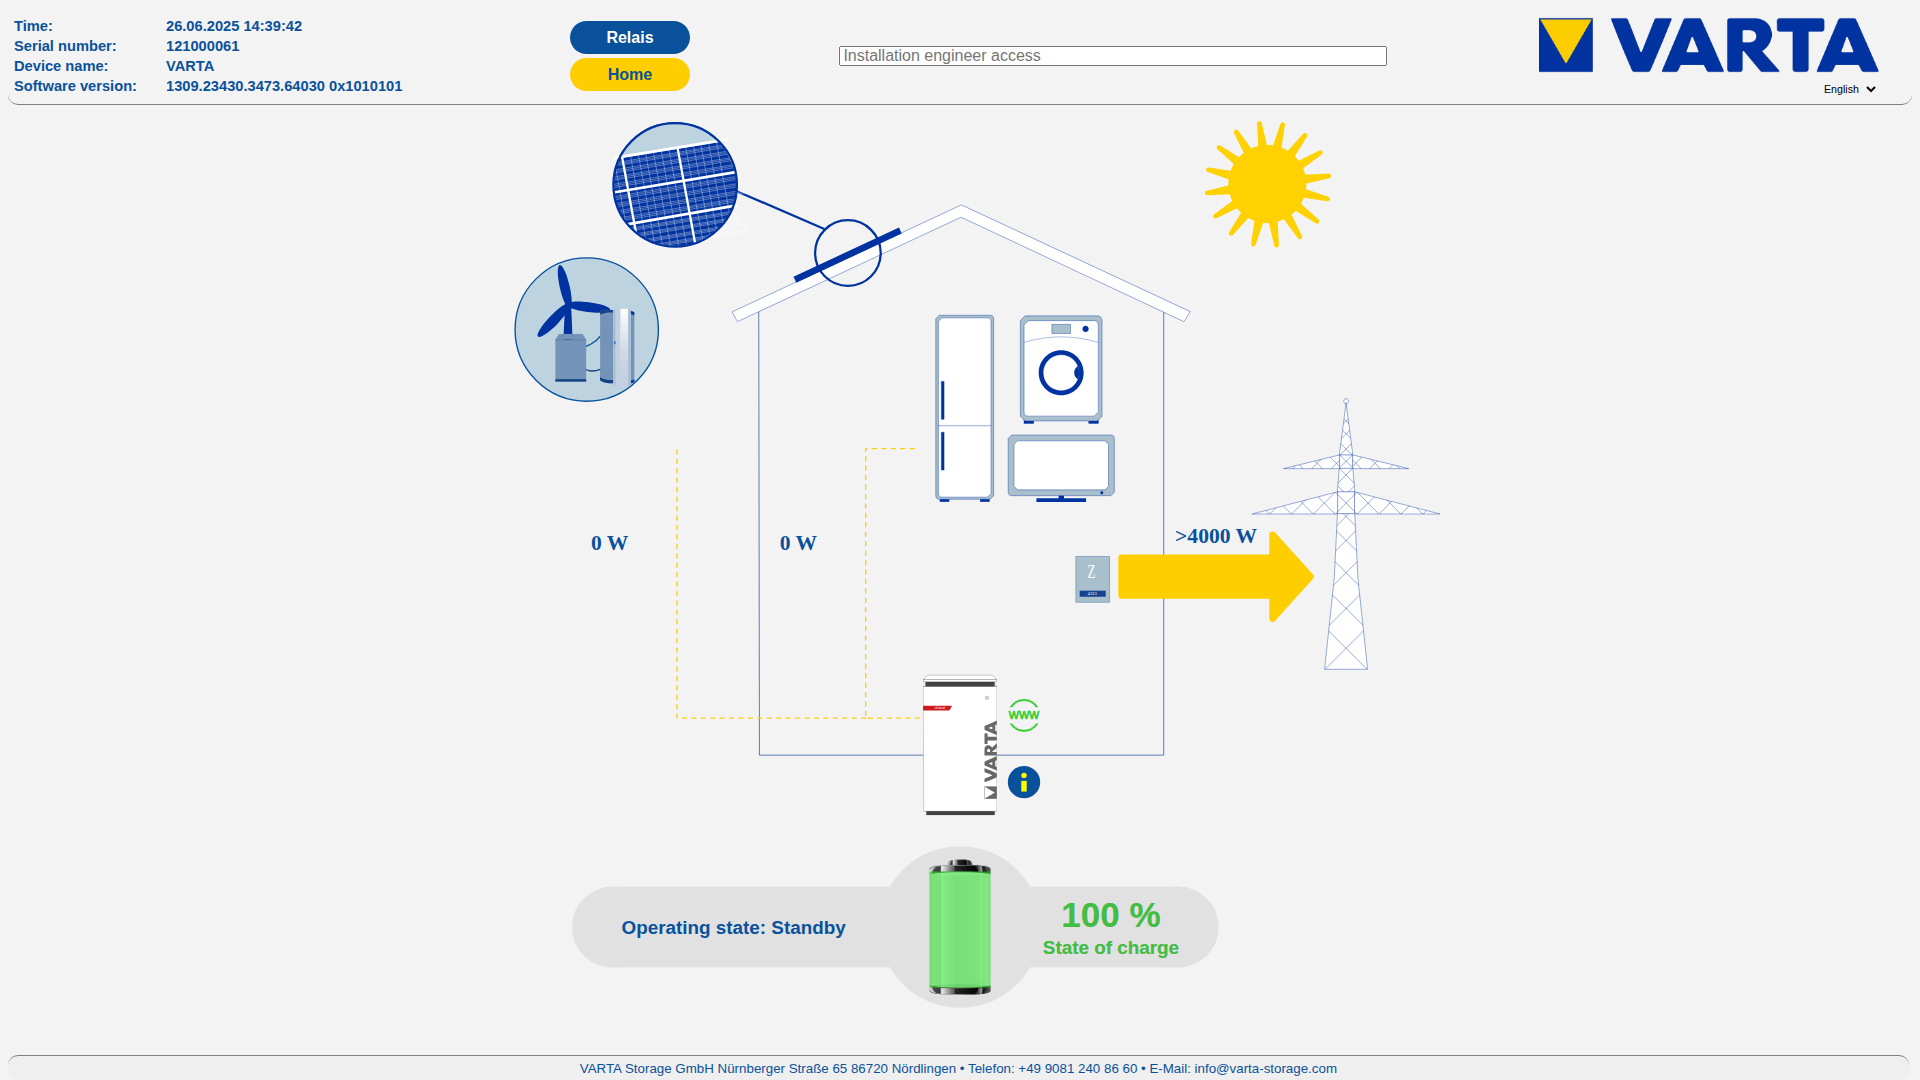 Time: 26.06.2025 14:39:42
Serial number: 121000061
Device name: VARTA
Software version: 1309.23430.3473.64030 0x1010101
Relais
Home
Installation engineer access
VARTA
English
0 W
0 W
>4000 W
Z
www
VARTA
Operating state: Standby
100 %
State of charge
VARTA Storage GmbH Nürnberger Straße 65 86720 Nördlingen • Telefon: +49 9081 240 86 60 • E-Mail: info@varta-storage.com